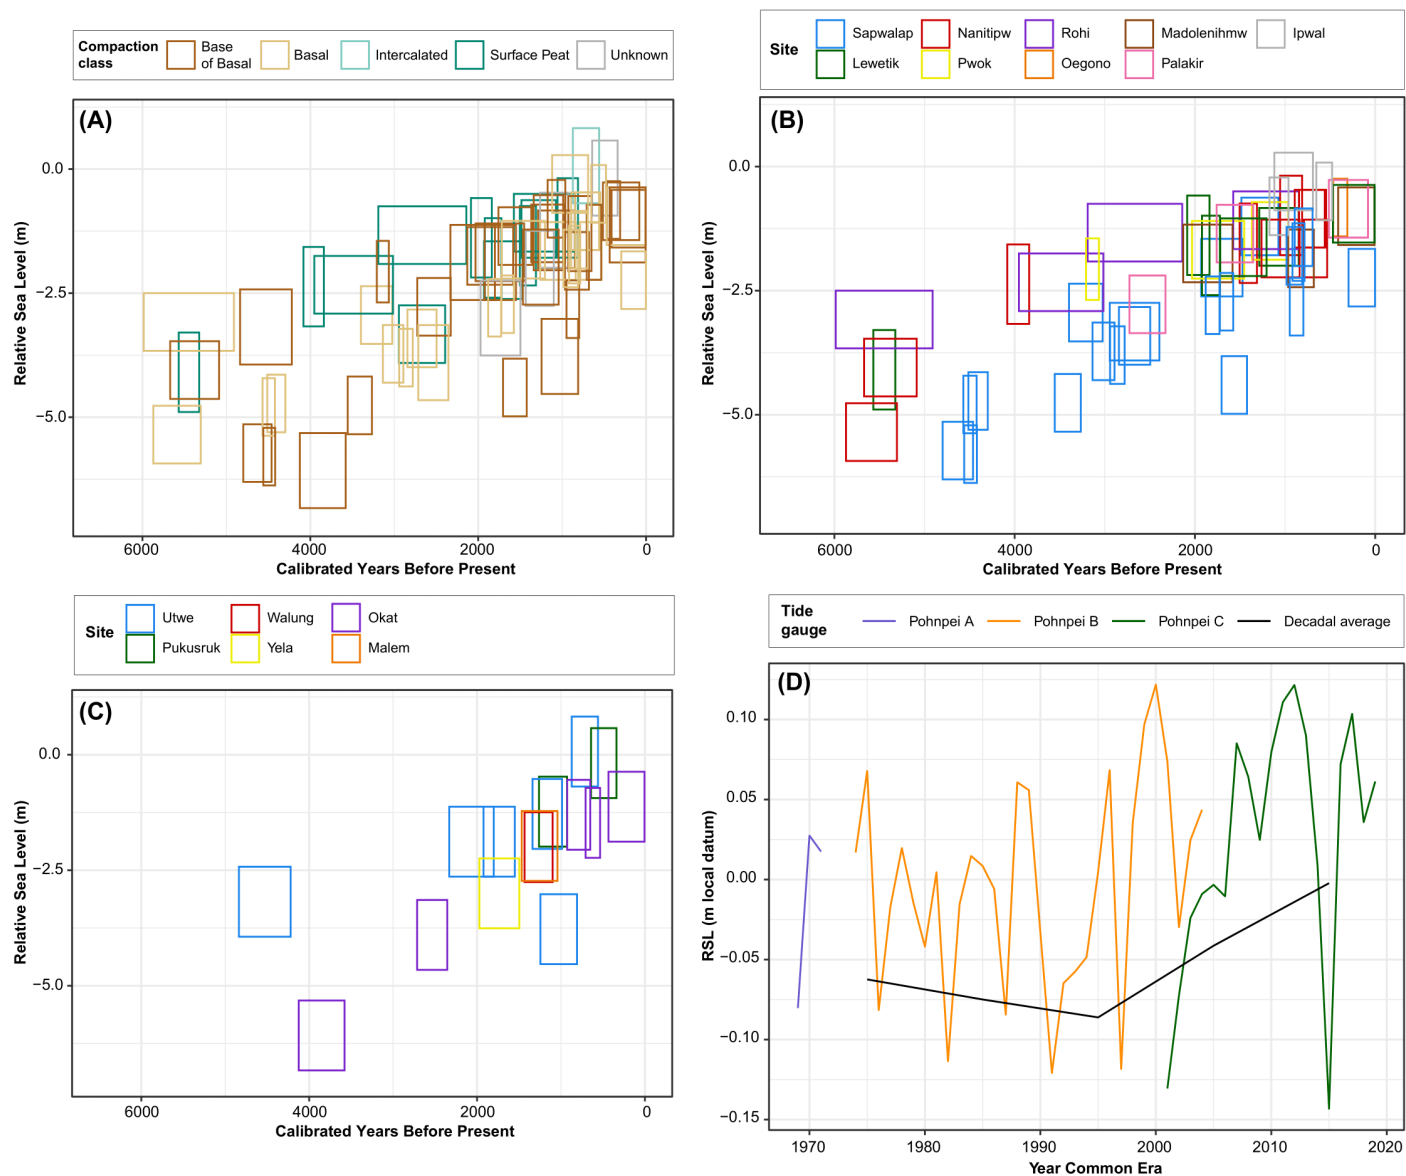 Compaction class
Base of Basal
Basal
Intercalated
Surface Peat
Unknown
(A)
0.0
−2.5
−5.0
Relative Sea Level (m)
6000
4000
2000
0
Calibrated Years Before Present
Site
Sapwalap
Nanitipw
Rohi
Madolenihmw
Ipwal
Lewetik
Pwok
Oegono
Palakir
(B)
0.0
−2.5
−5.0
Relative Sea Level (m)
6000
4000
2000
0
Calibrated Years Before Present
Site
Utwe
Walung
Okat
Pukusruk
Yela
Malem
(C)
0.0
−2.5
−5.0
Relative Sea Level (m)
6000
4000
2000
0
Calibrated Years Before Present
Tide gauge
Pohnpei A
Pohnpei B
Pohnpei C
Decadal average
(D)
0.10
0.05
0.00
−0.05
−0.10
−0.15
RSL (m local datum)
1970
1980
1990
2000
2010
2020
Year Common Era